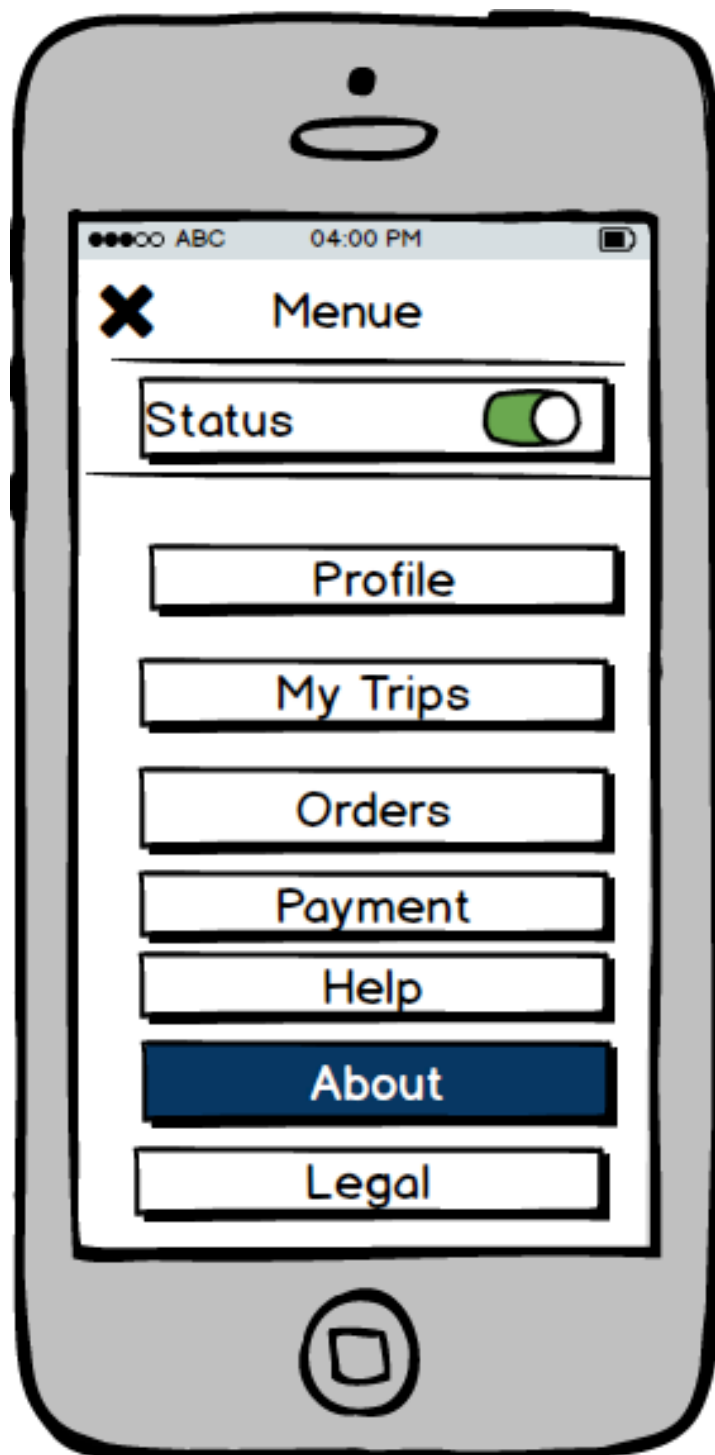 ABC 04:00 PM
Menue
Status
Profile
My Trips
Orders
Payment
Help
About
Legal